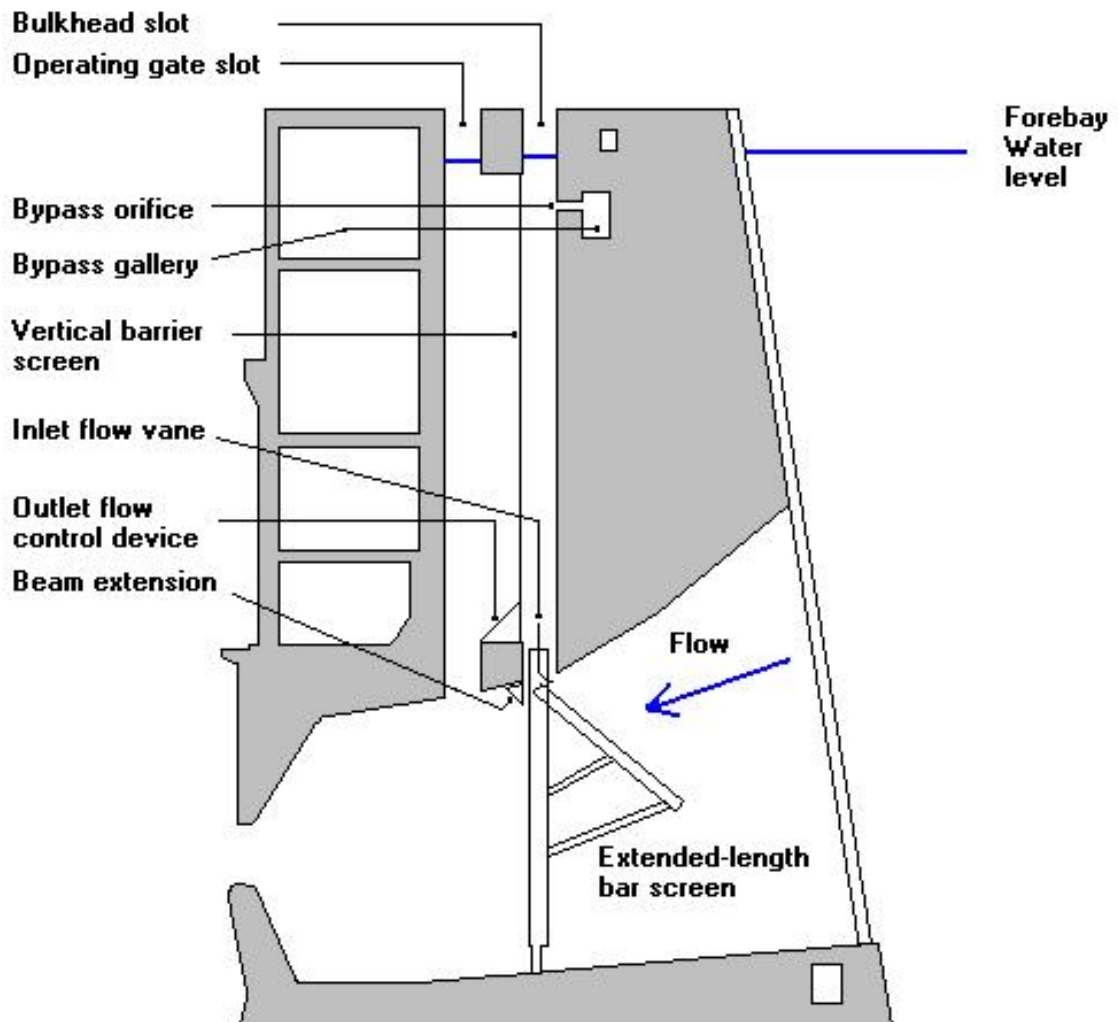 Bulkhead slot
Operating gate slot
Forebay
Water
level
Bypass orifice
Bypass gallery
Vertical barrier
screen
Inlet flow vane
Outlet flow
control device
Beam extension
Flow
Extended-length
bar screen